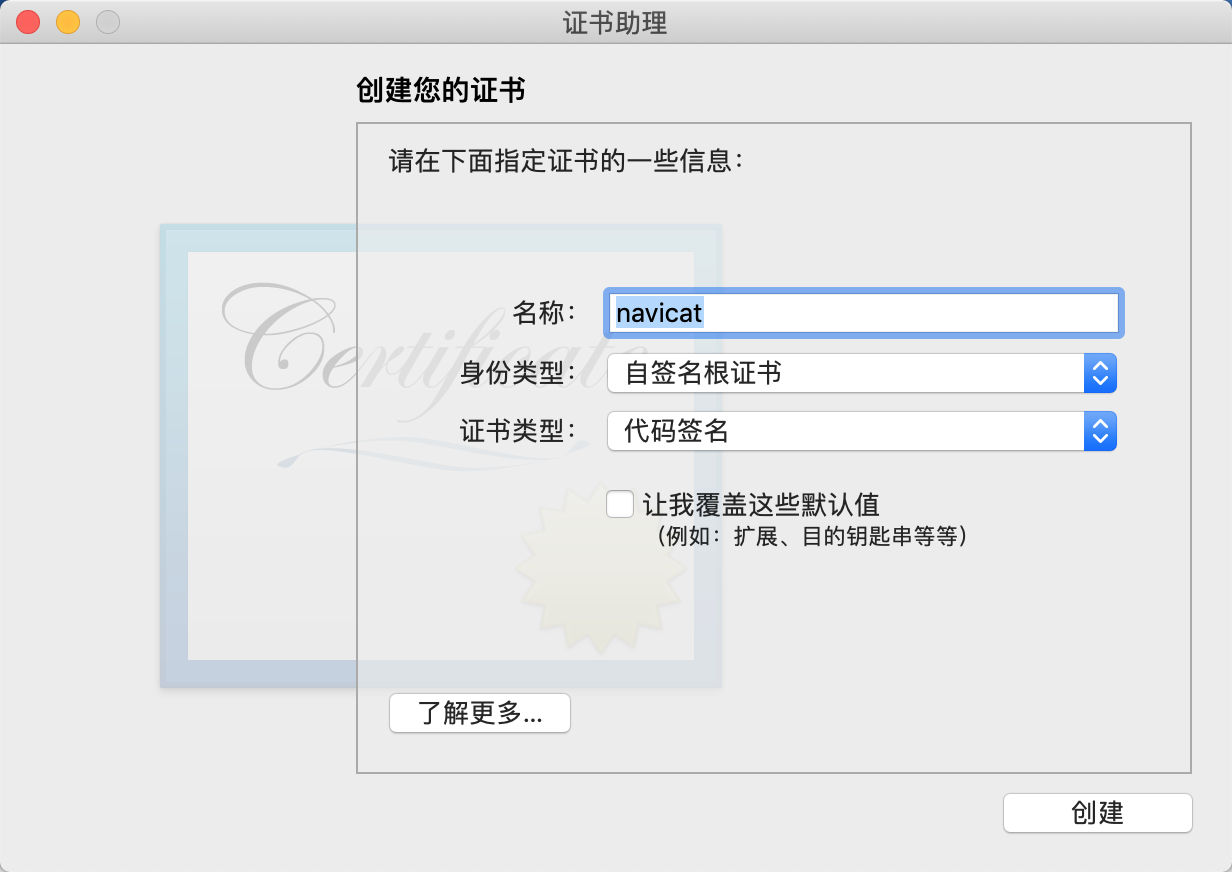 证书助理
创建您的证书
请在下面指定证书的一些信息：
Certificate
名称：
navicat
身份类型：
自签名根证书
证书类型：
代码签名
让我覆盖这些默认值
（例如：扩展、目的钥匙串等等）
了解更多...
创建